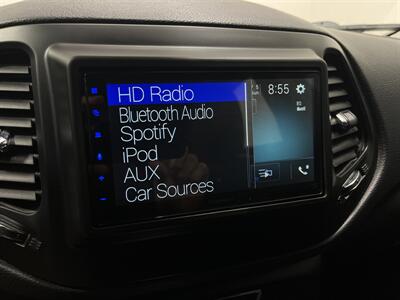 HD Radio
8:55
Bluetooth Audio
Spotify
iPod
AUX
Car Sources